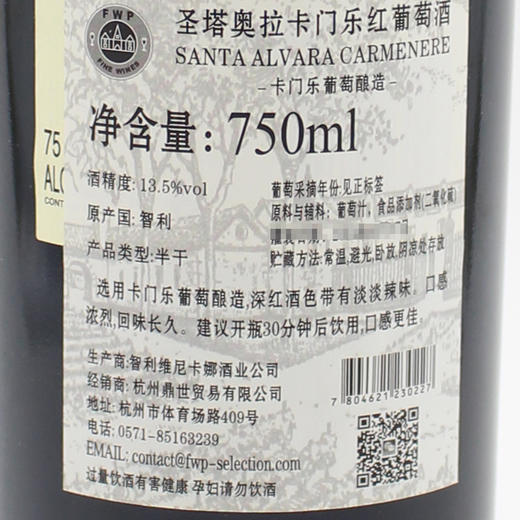 FWP
FINE WINES
圣塔奥拉卡门乐红葡萄酒
SANTA ALVARA CARMENERE
-卡门乐葡萄酿造-
净含量：750ml
酒精度：13.5%vol
原产国：智利
产品类型：半干
葡萄采摘年份：见正标签
原料与辅料：葡萄汁，食品添加剂(二氧化硫)
贮藏方法：常温，避光，卧放，阴凉处存放
选用卡门乐葡萄酿造，深红酒色带有淡淡辣味。口感
浓烈，回味长久。建议开瓶30分钟后饮用，口感更佳。
生产商：智利维尼卡娜酒业公司
经销商：杭州鼎世贸易有限公司
地址：杭州市体育场路409号
电话：0571-85163239
EMAIL: contact@fwp-selection.com
过量饮酒有害健康 孕妇请勿饮酒
7 804621 230227
75
ALC
CONT